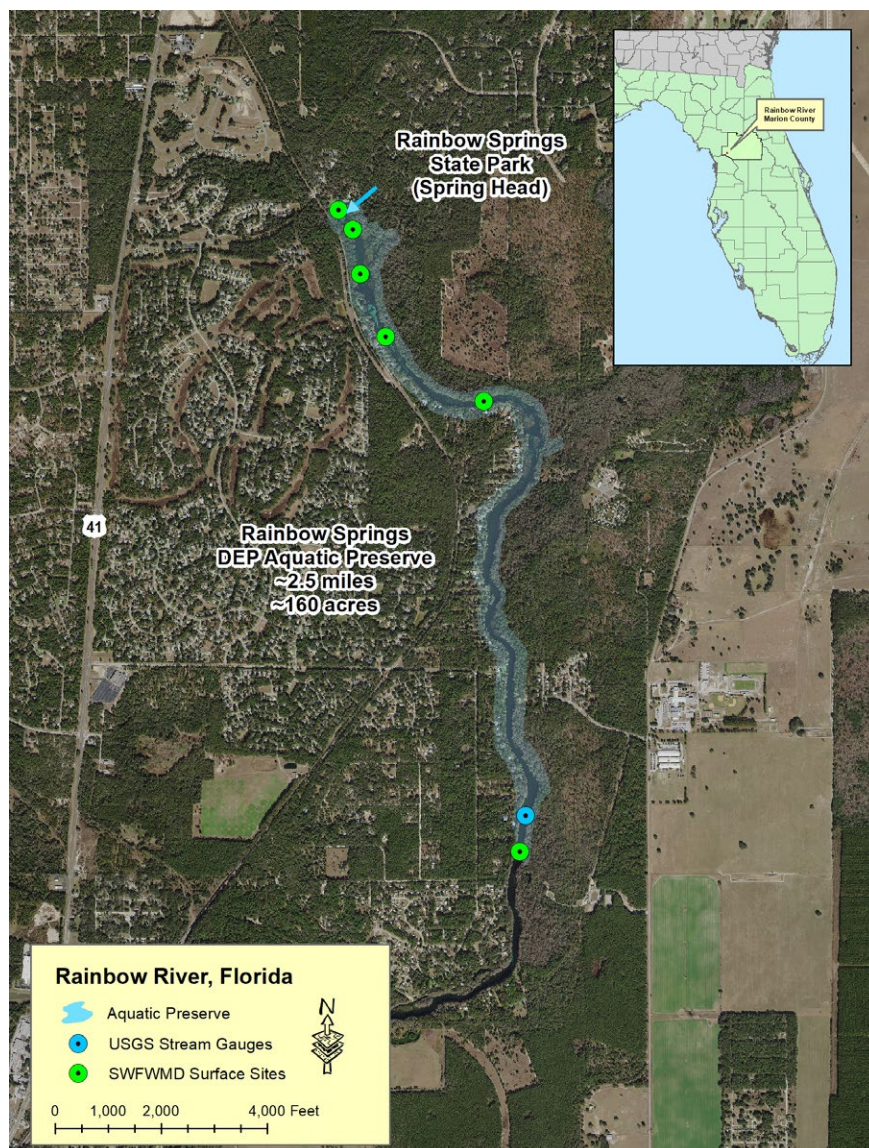 Rainbow Springs
State Park
(Spring Head)
Rainbow River
Marion County
41
Rainbow Springs
DEP Aquatic Preserve
~2.5 miles
~160 acres
Rainbow River, Florida
Aquatic Preserve
USGS Stream Gauges
SWFWMD Surface Sites
N
0 1,000 2,000 4,000 Feet